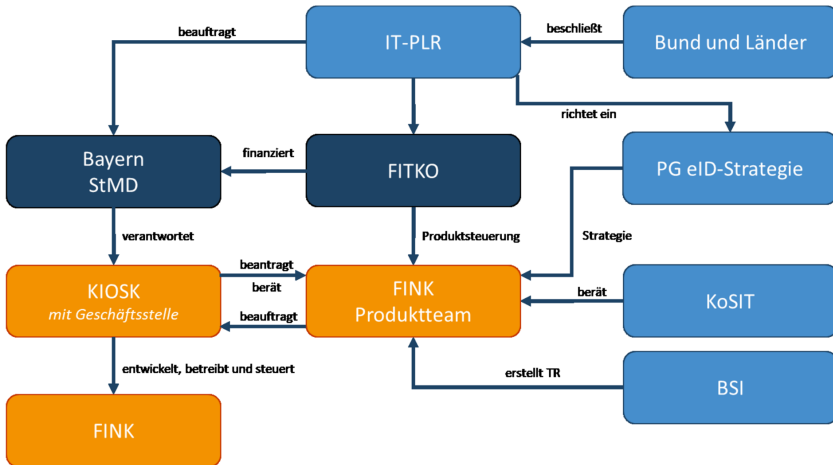 beauftragt
IT-PLR
beschließt
Bund und Länder
richtet ein
Bayern
StMD
finanziert
FITKO
PG eID-Strategie
verantwortet
Produktsteuerung
Strategie
KIOSK
mit Geschäftsstelle
beantragt
berät
beauftragt
FINK
Produktteam
berät
KoSIT
entwickelt, betreibt und steuert
erstellt TR
BSI
FINK